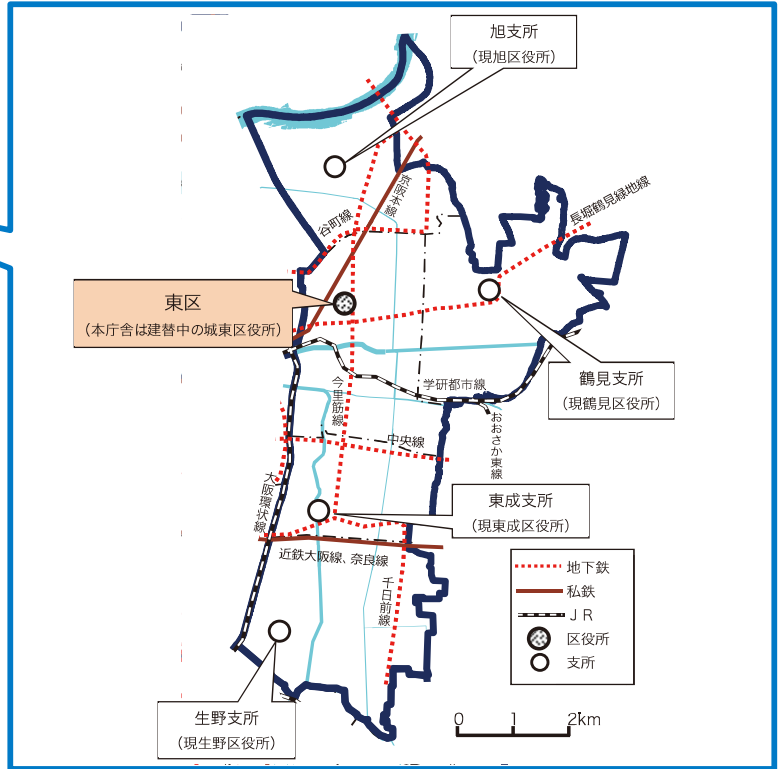 旭支所
(現旭区役所)
京阪本線
谷町線
長堀鶴見緑地線
東区
(本庁舎は建替中の城東区役所)
鶴見支所
(現鶴見区役所)
学研都市線
今里筋線
おおさか東線
中央線
大阪環状線
東成支所
(現東成区役所)
近鉄大阪線、奈良線
千日前線
地下鉄
私鉄
JR
区役所
支所
生野支所
(現生野区役所)
0 1 2km